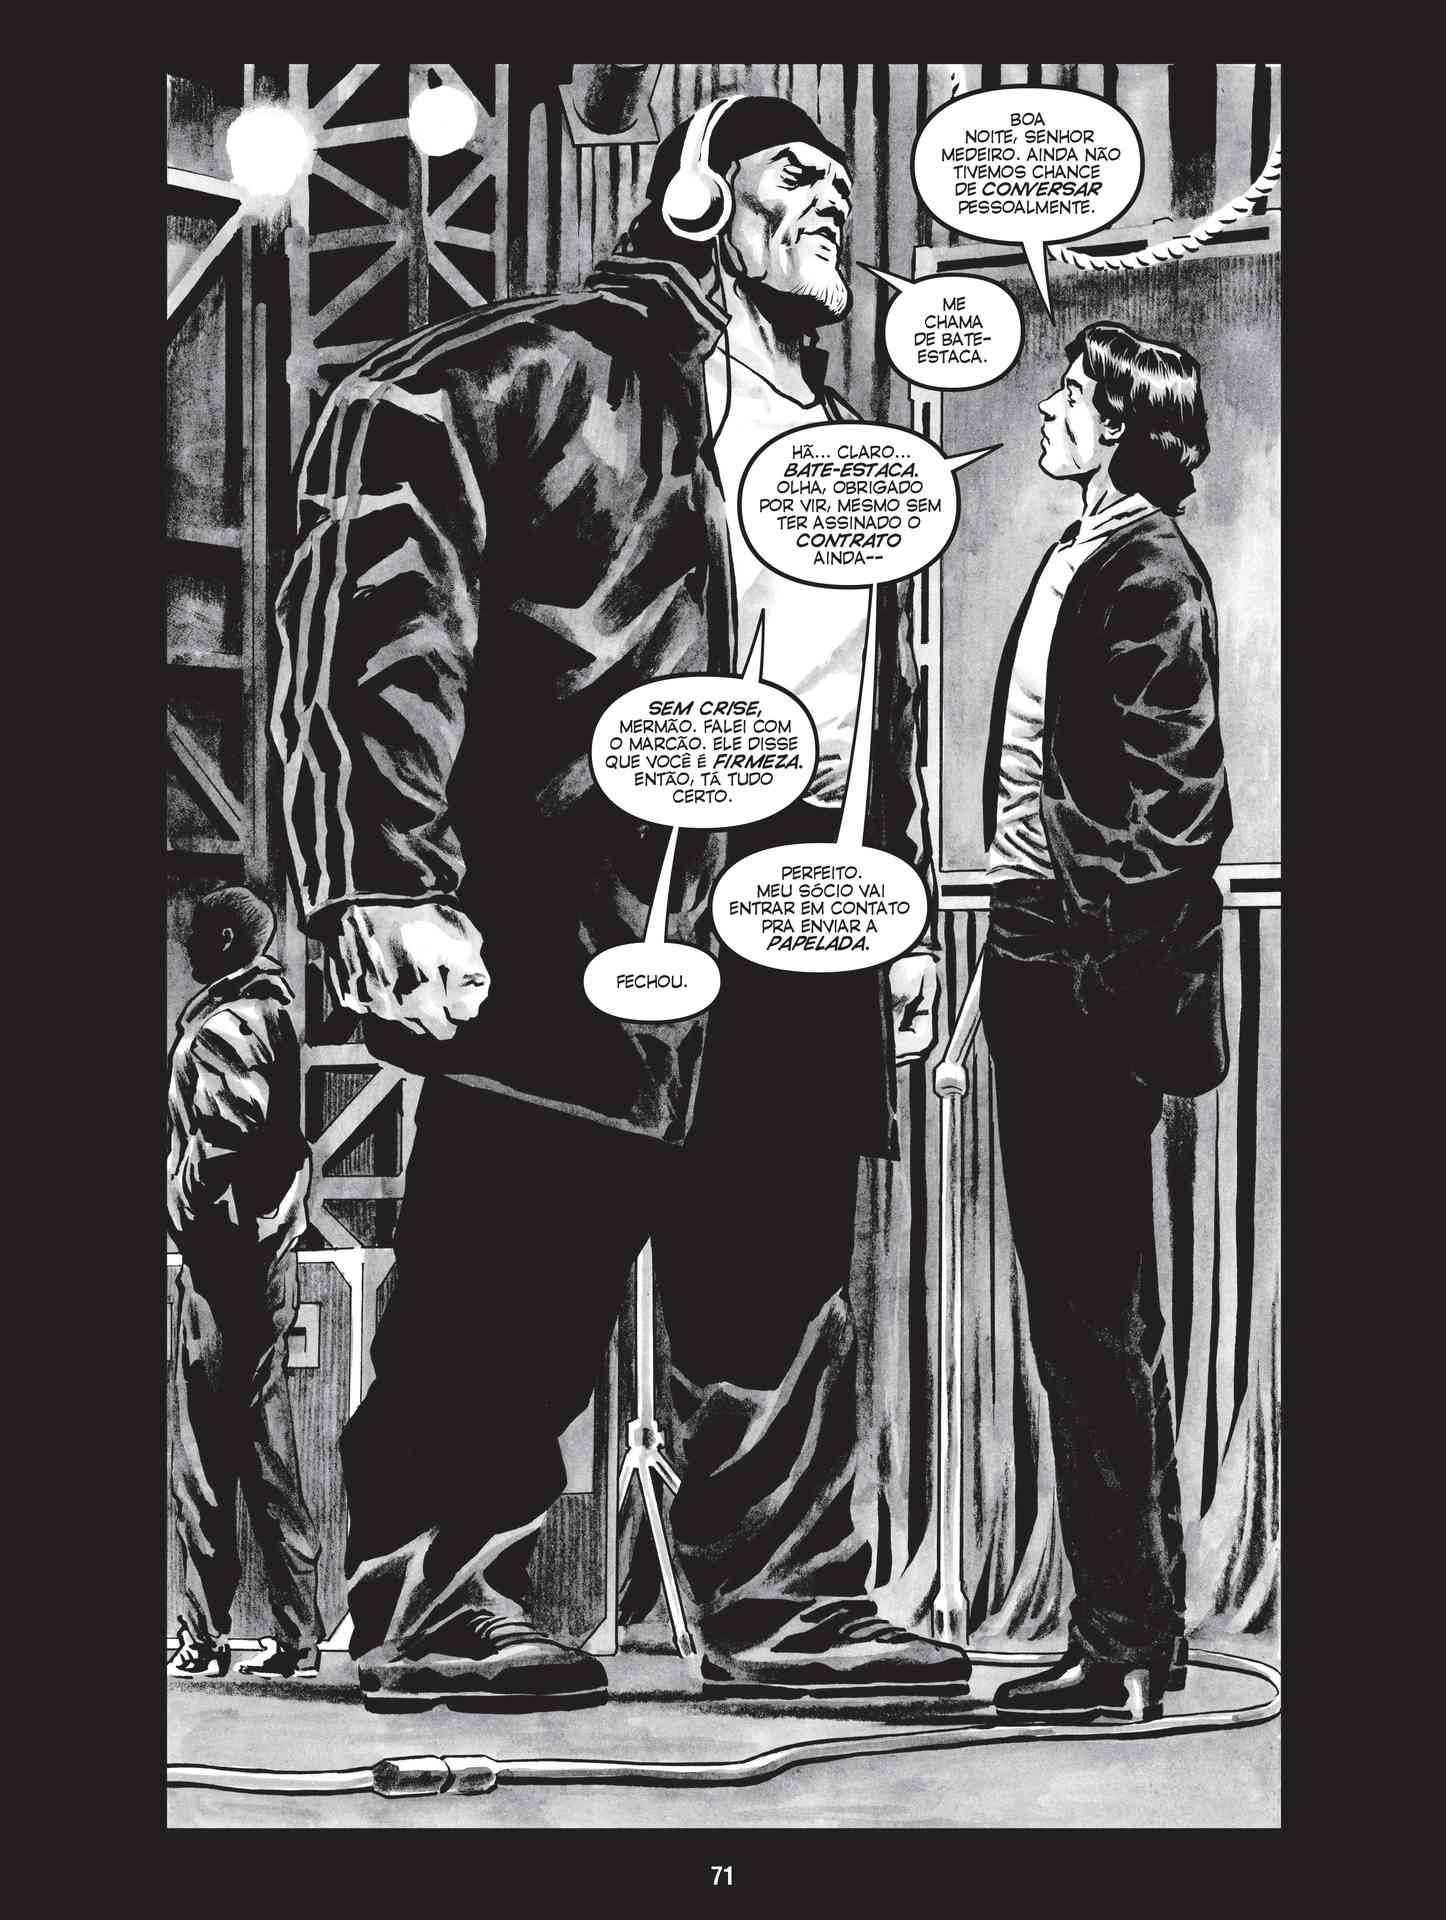 BOA
NOITE, SENHOR
MEDEIRO. AINDA NÃO
TIVEMOS CHANCE
DE CONVERSAR
PESSOALMENTE.
ME
CHAMA
DE BATE-
ESTACA.
HÃ... CLARO...
BATE-ESTACA.
OLHA, OBRIGADO
POR VIR, MESMO SEM
TER ASSINADO O
CONTRATO
AINDA--
SEM CRISE,
MERMÃO. FALEI COM
O MARCÃO. ELE DISSE
QUE VOCÊ É FIRMEZA.
ENTÃO, TÁ TUDO
CERTO.
PERFEITO.
MEU SÓCIO VAI
ENTRAR EM CONTATO
PRA ENVIAR A
PAPELADA.
FECHOU.
71